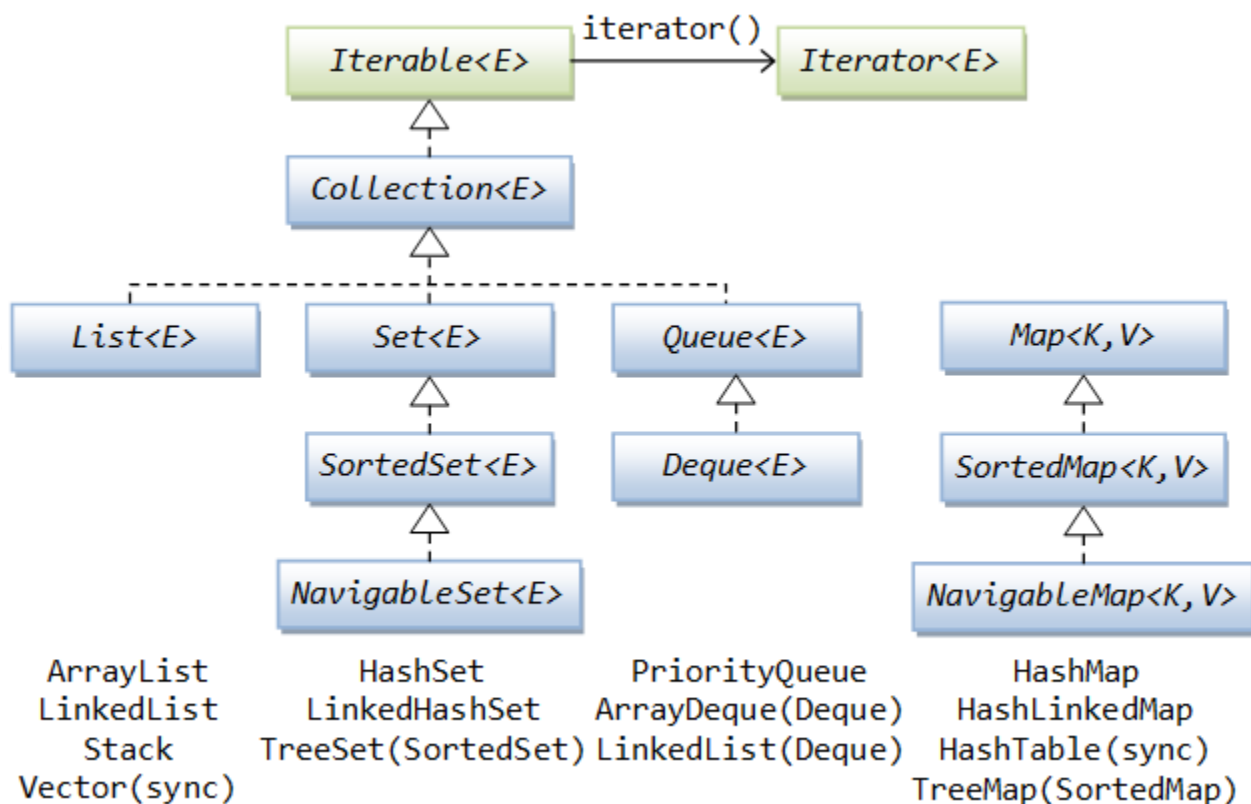 iterator()
Iterable<E>
Iterator<E>
Collection<E>
List<E>
Set<E>
Queue<E>
Map<K,V>
SortedSet<E>
Deque<E>
SortedMap<K,V>
NavigableSet<E>
NavigableMap<K,V>
ArrayList
LinkedList
Stack
Vector(sync)
HashSet
LinkedHashSet
TreeSet(SortedSet)
PriorityQueue
ArrayDeque(Deque)
LinkedList(Deque)
HashMap
HashLinkedMap
HashTable(sync)
TreeMap(SortedMap)